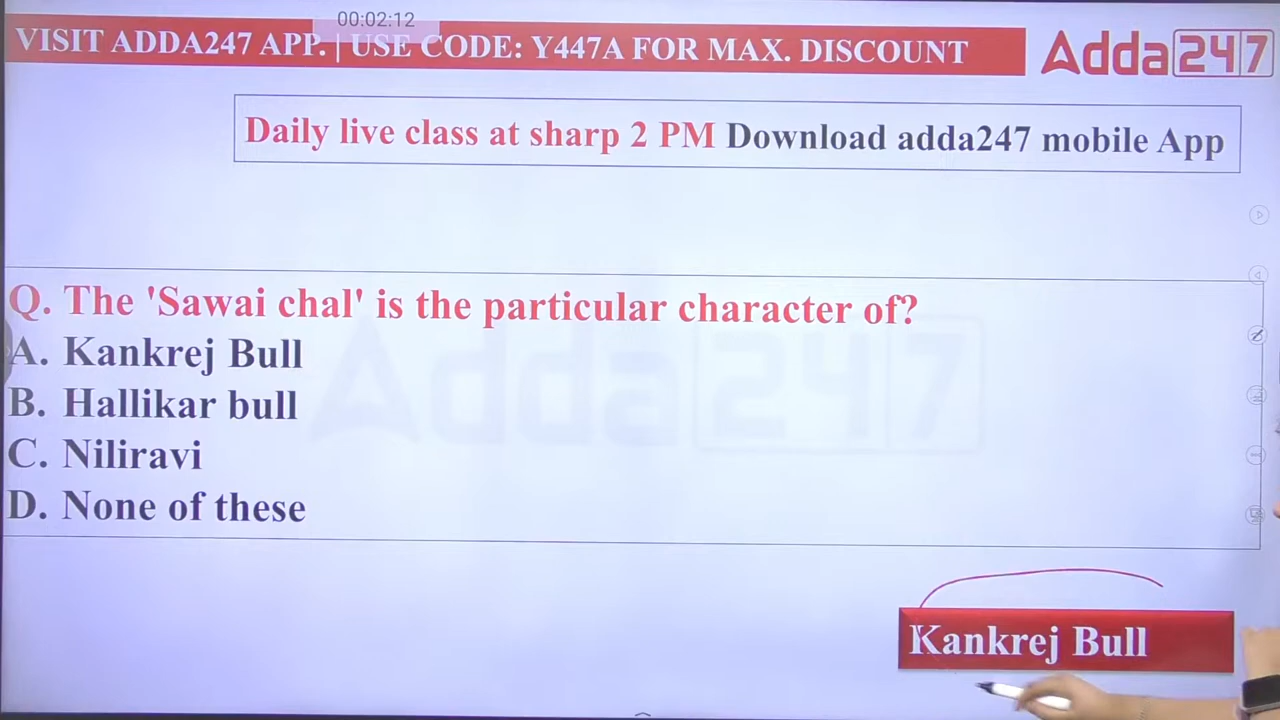 00:02:12
VISIT ADDA247 APP. | USE CODE: Y447A FOR MAX. DISCOUNT
Adda247
Daily live class at sharp 2 PM Download adda247 mobile App
Q. The 'Sawai chal' is the particular character of?
A. Kankrej Bull
B. Hallikar bull
C. Niliravi
D. None of these
Adda247
Kankrej Bull